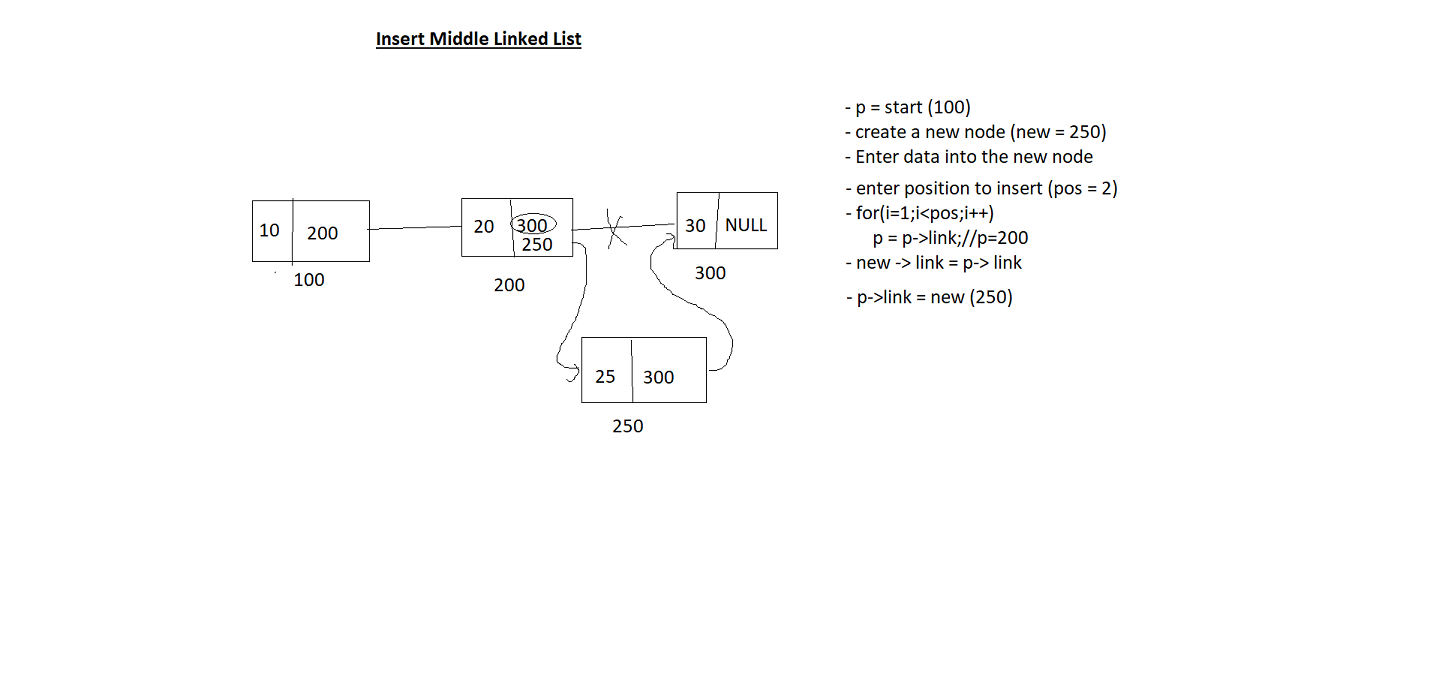 Insert Middle Linked List
- p = start (100)
- create a new node (new = 250)
- Enter data into the new node
- enter position to insert (pos = 2)
- for(i=1;i<pos;i++)
p = p->link;//p=200
- new -> link = p-> link
- p->link = new (250)
10 200
100
20 300
250
200
30 NULL
300
25 300
250